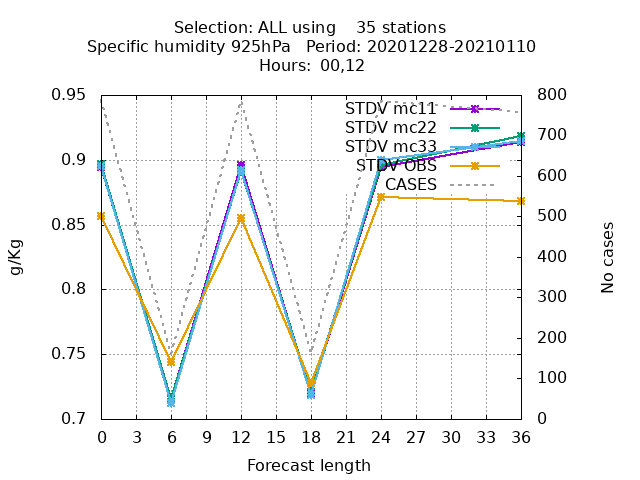 Selection: ALL using    35 stations
Specific humidity 925hPa   Period: 20201228-20210110
Hours:  00,12
0.95
0.9
0.85
0.8
0.75
0.7
g/Kg
STDV mc11
STDV mc22
STDV mc33
STDV OBS
CASES
800
700
600
500
400
300
200
100
0
No cases
0 3 6 9 12 15 18 21 24 27 30 33 36
Forecast length